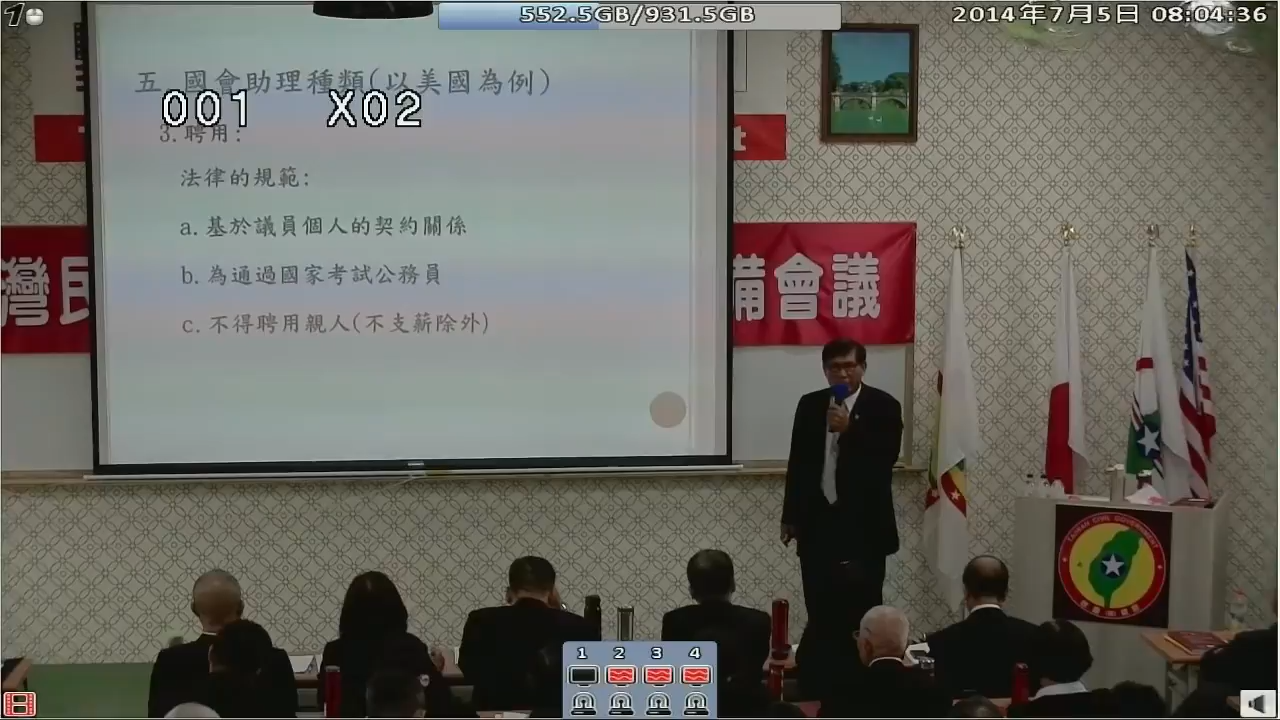 1
552.5GB/931.5GB
2014年7月5日 08:04:36
五、國會助理種類(以美國為例)
001 X02
3.聘用:
法律的規範:
a.基於議員個人的契約關係
b.為通過國家考試公務員
c.不得聘用親人(不支薪除外)
t
灣民
備會議
TAIWAN CIVIL GOVERNMENT
1 2 3 4